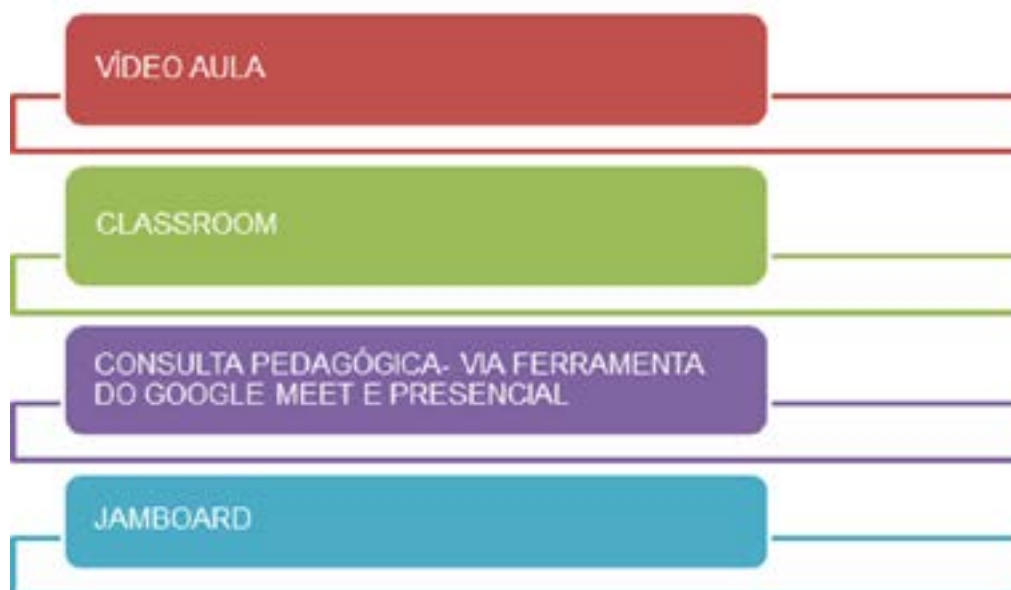 VÍDEO AULA
CLASSROOM
CONSULTA PEDAGÓGICA- VIA FERRAMENTA
DO GOOGLE MEET E PRESENCIAL
JAMBOARD